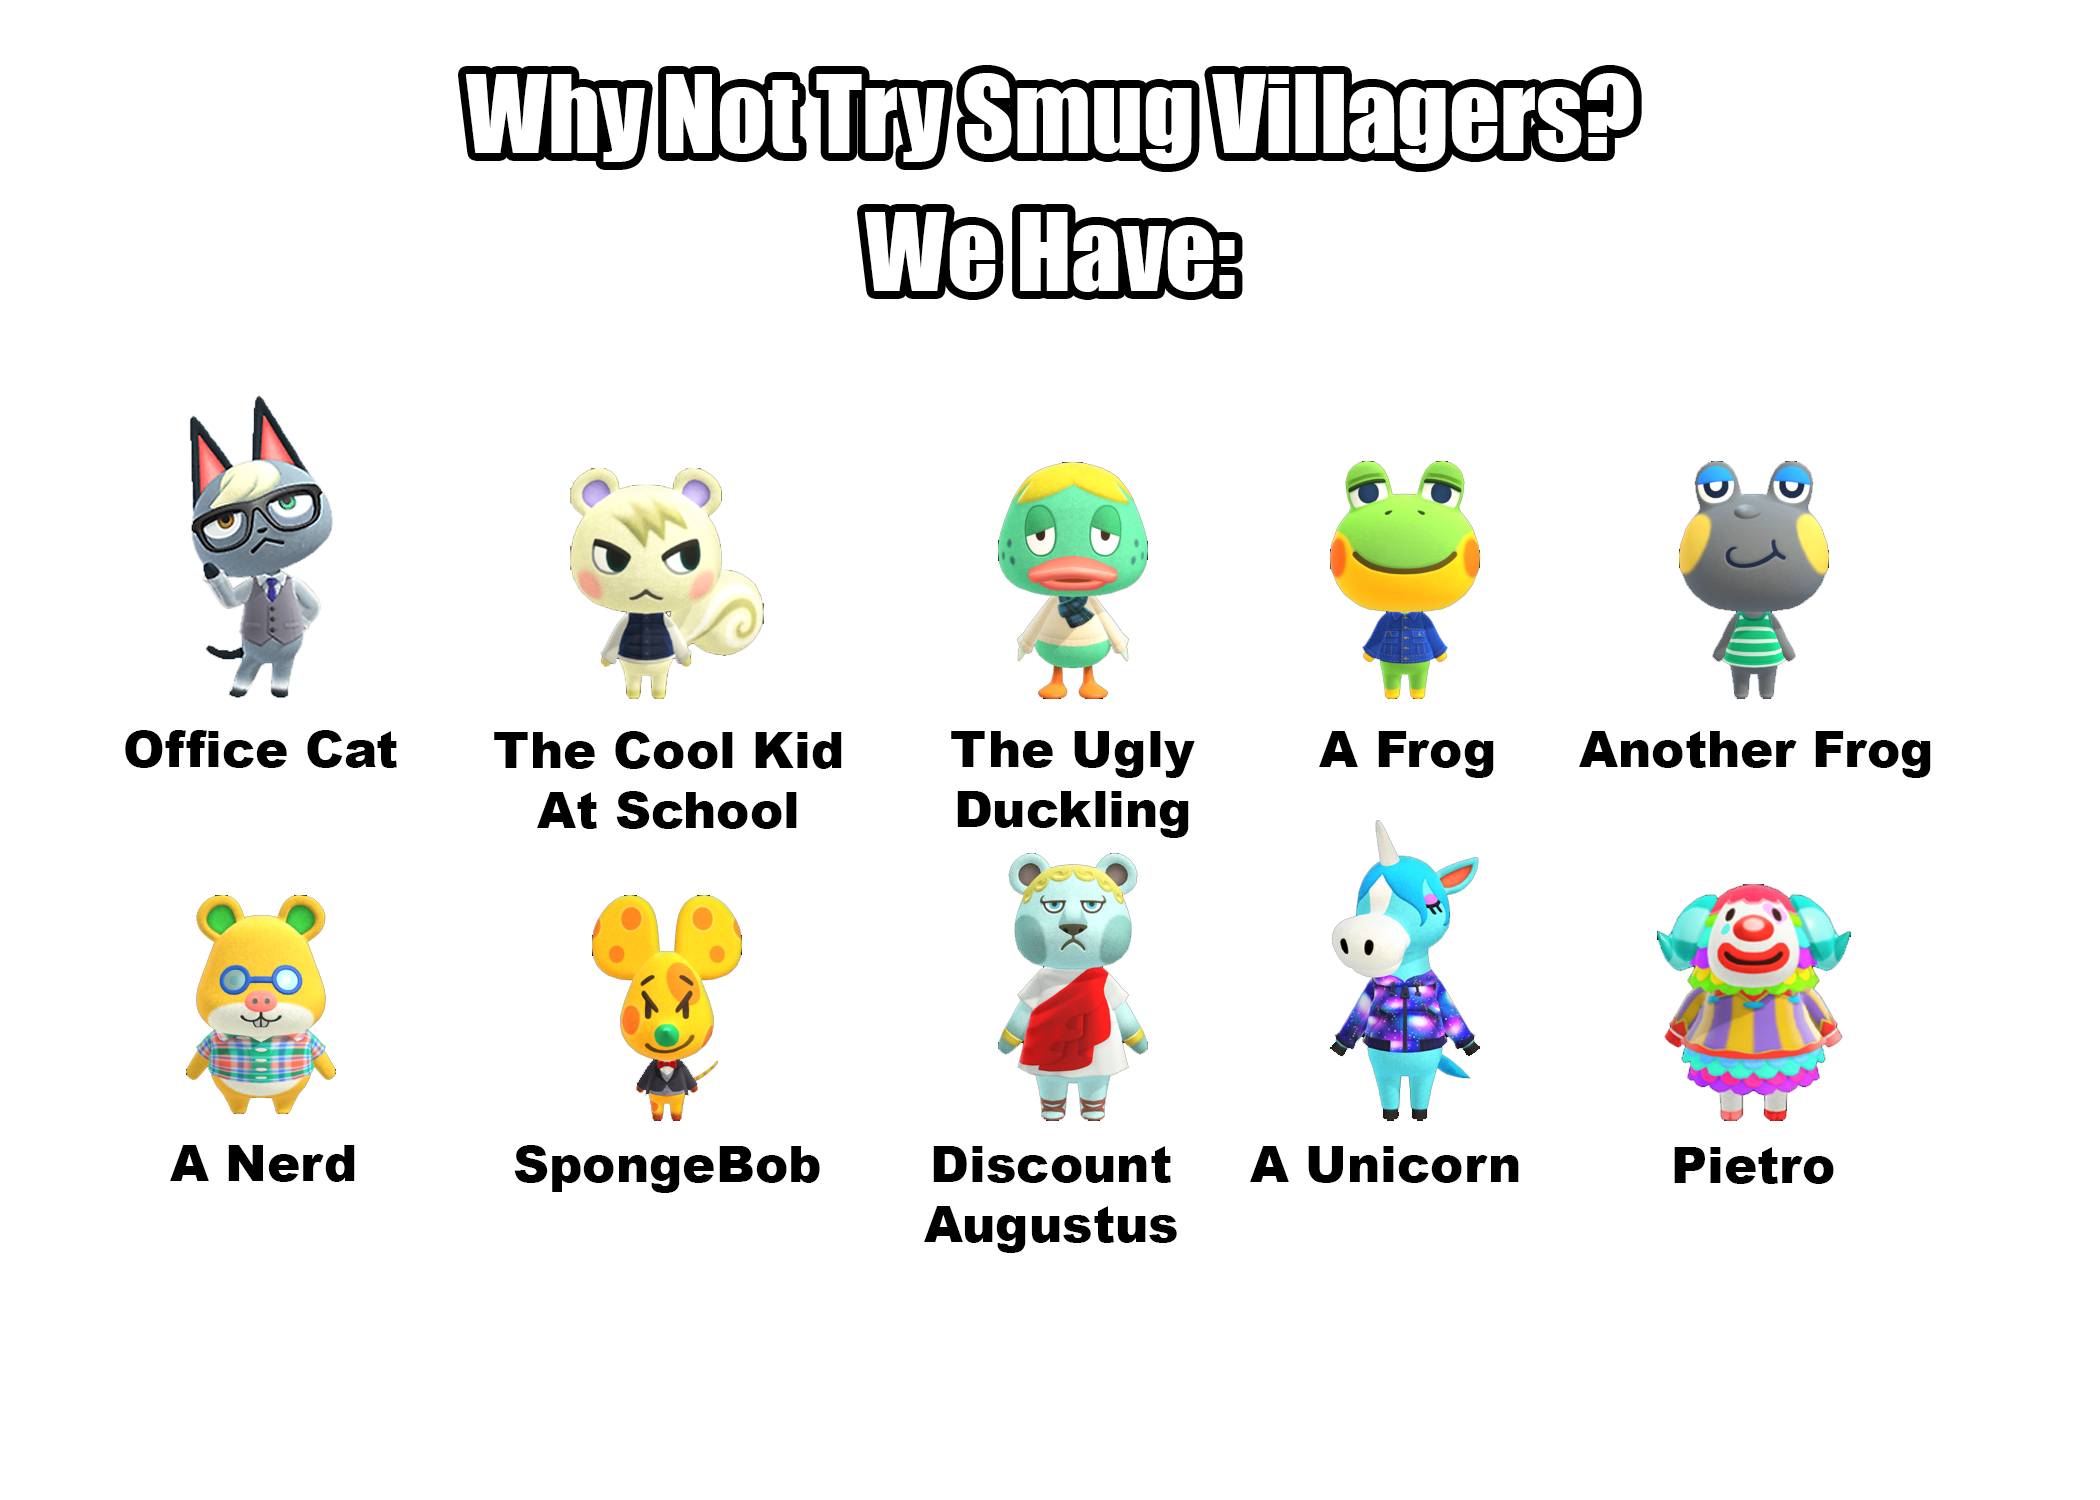 Why Not Try Smug Villagers?
We Have:
Office Cat
The Cool Kid
At School
The Ugly
Duckling
A Frog
Another Frog
A Nerd
SpongeBob
Discount
Augustus
A Unicorn
Pietro